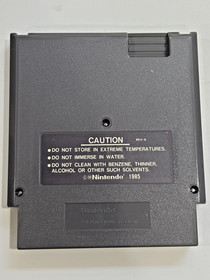 CAUTION
●DO NOT STORE IN EXTREME TEMPERATURES.
●DO NOT IMMERSE IN WATER.
●DO NOT CLEAN WITH BENZENE, THINNER,
ALCOHOL OR OTHER SUCH SOLVENTS.
©®Nintendo® 1985
Nintendo